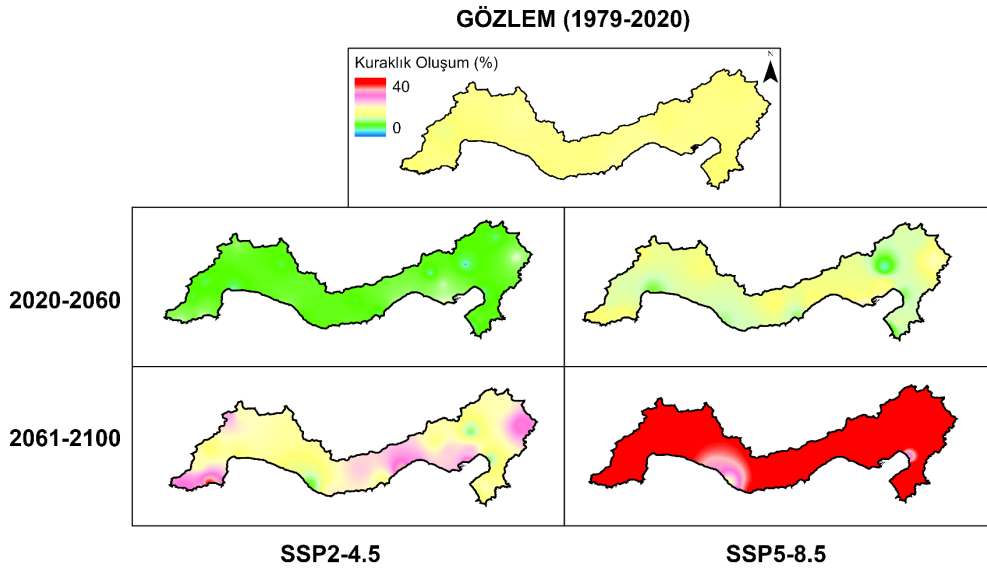 GÖZLEM (1979-2020)
Kuraklık Oluşum (%)
40
0
N
2020-2060
2061-2100
SSP2-4.5
SSP5-8.5